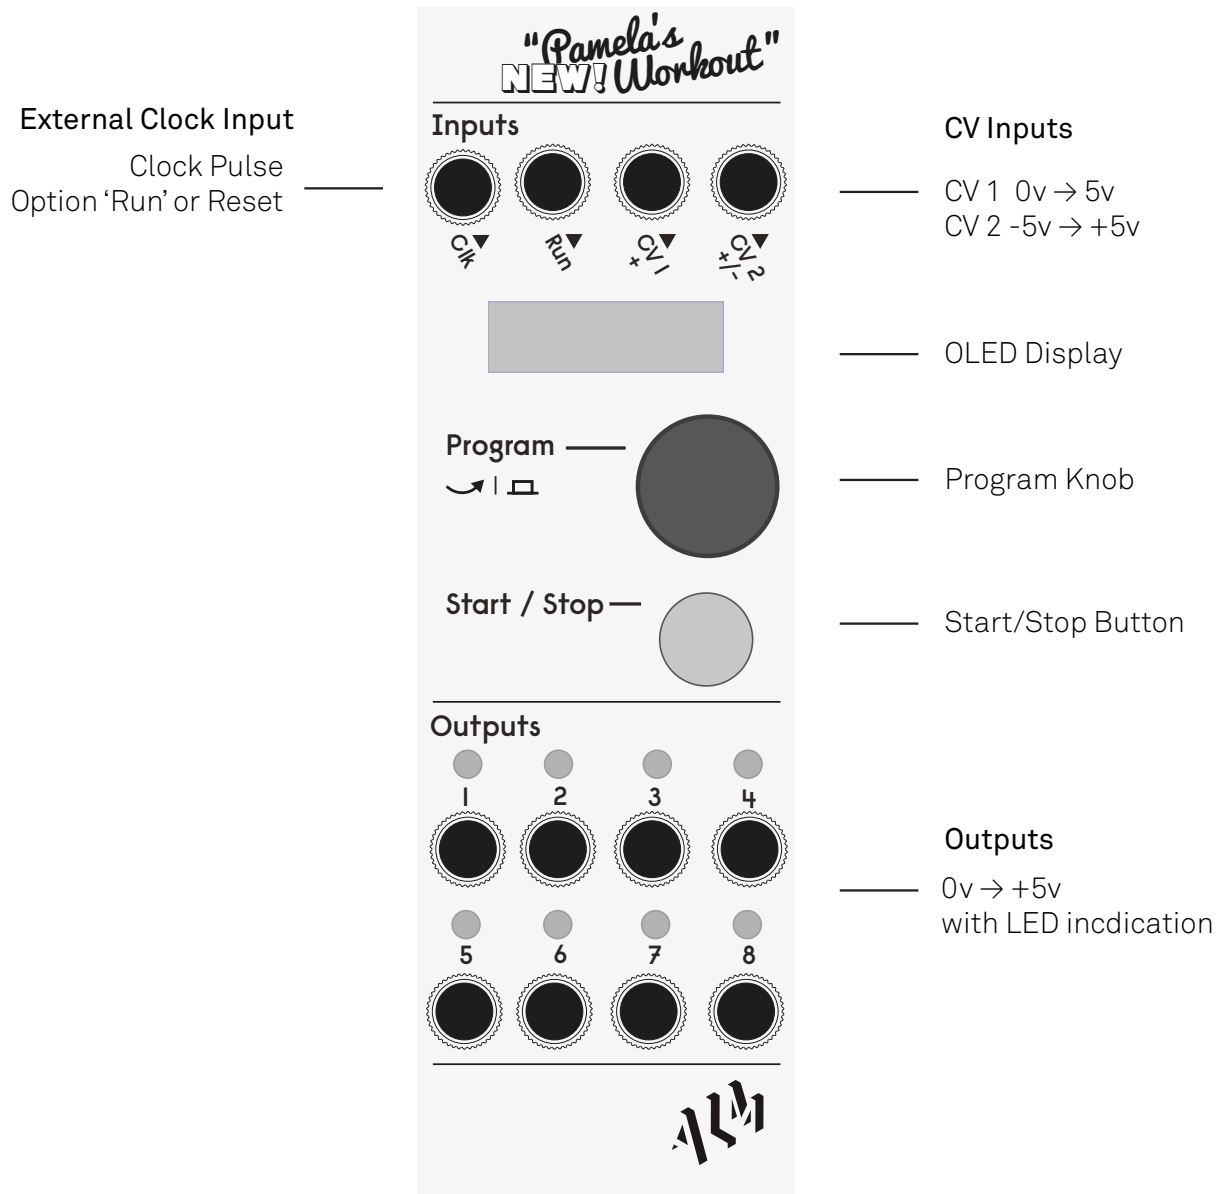 "Pamela's
NEW! Workout"
External Clock Input
Clock Pulse
Option ‘Run’ or Reset
Inputs
Clk
Run
CV 1
+
CV 2
+/-
CV Inputs
CV 1 0v → 5v
CV 2 -5v → +5v
OLED Display
Program
Program Knob
Start / Stop
Start/Stop Button
Outputs
1 2 3 4
5 6 7 8
Outputs
0v → +5v
with LED incdication
ALM